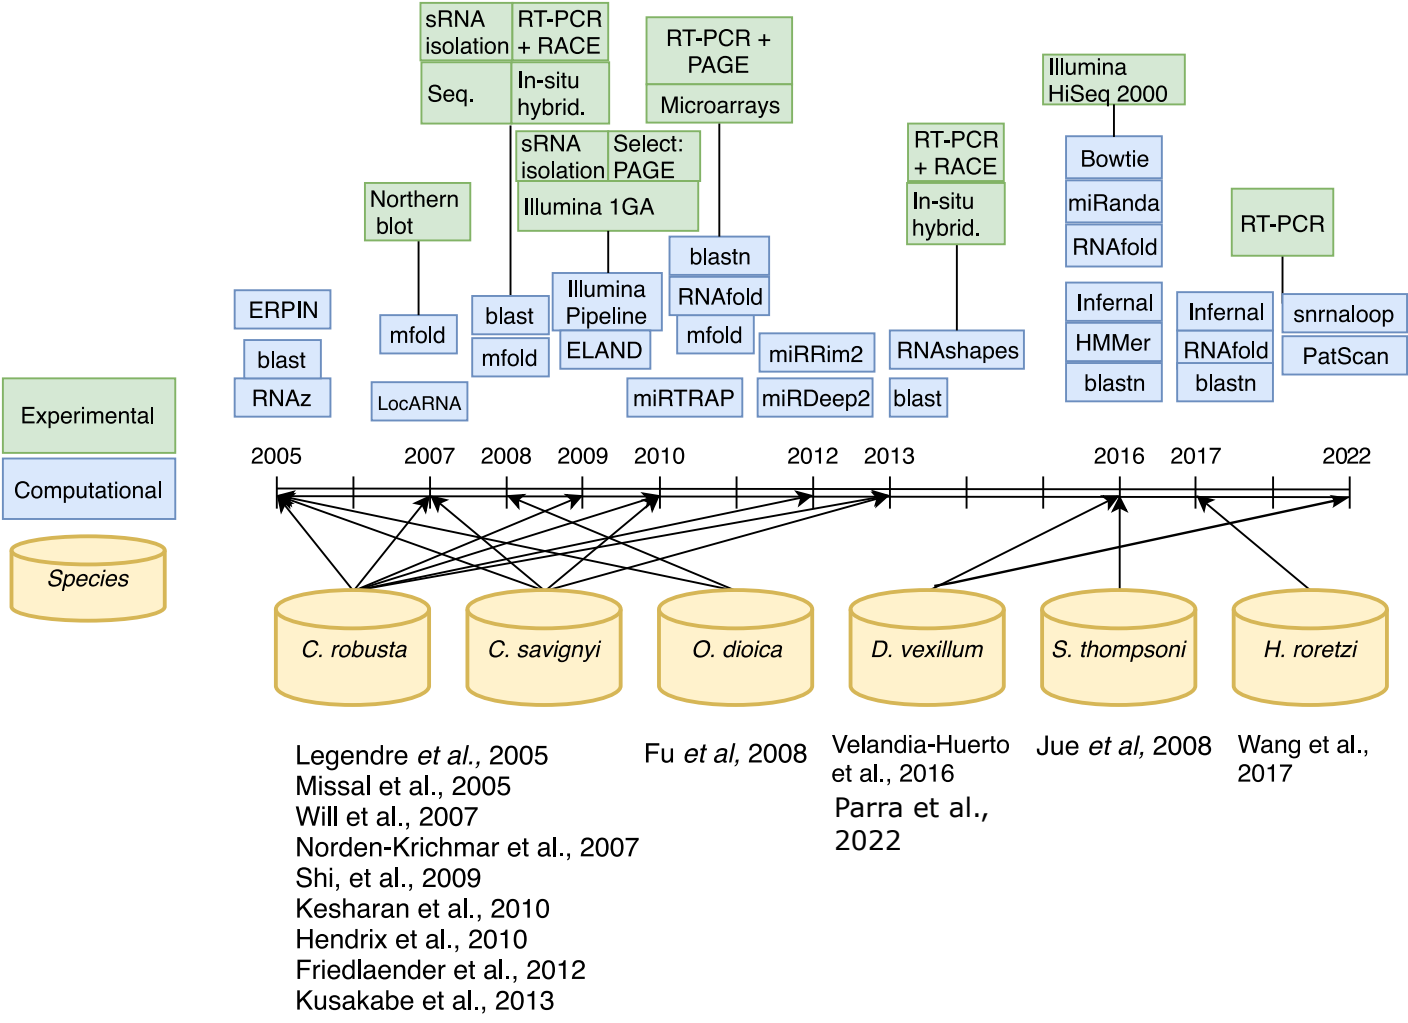 sRNA
isolation
RT-PCR
+ RACE
Seq.
In-situ
hybrid.
RT-PCR +
PAGE
Microarrays
Illumina
HiSeq 2000
sRNA
isolation
Select:
PAGE
Illumina 1GA
RT-PCR
+ RACE
In-situ
hybrid.
Northern
blot
RT-PCR
Bowtie
miRanda
RNAfold
blastn
RNAfold
mfold
Illumina
Pipeline
ELAND
ERPIN
blast
RNAz
mfold
LocARNA
blast
mfold
miRTRAP
miRRim2
miRDeep2
RNAshapes
blast
Infernal
HMMer
blastn
Infernal
RNAfold
blastn
snrnaloop
PatScan
Experimental
Computational
Species
2005
2007
2008
2009
2010
2012
2013
2016
2017
2022
C. robusta
C. savignyi
O. dioica
D. vexillum
S. thompsoni
H. roretzi
Legendre et al., 2005
Missal et al., 2005
Will et al., 2007
Norden-Krichmar et al., 2007
Shi, et al., 2009
Kesharan et al., 2010
Hendrix et al., 2010
Friedlaender et al., 2012
Kusakabe et al., 2013
Fu et al, 2008
Velandia-Huerto
et al., 2016
Parra et al.,
2022
Jue et al, 2008
Wang et al.,
2017